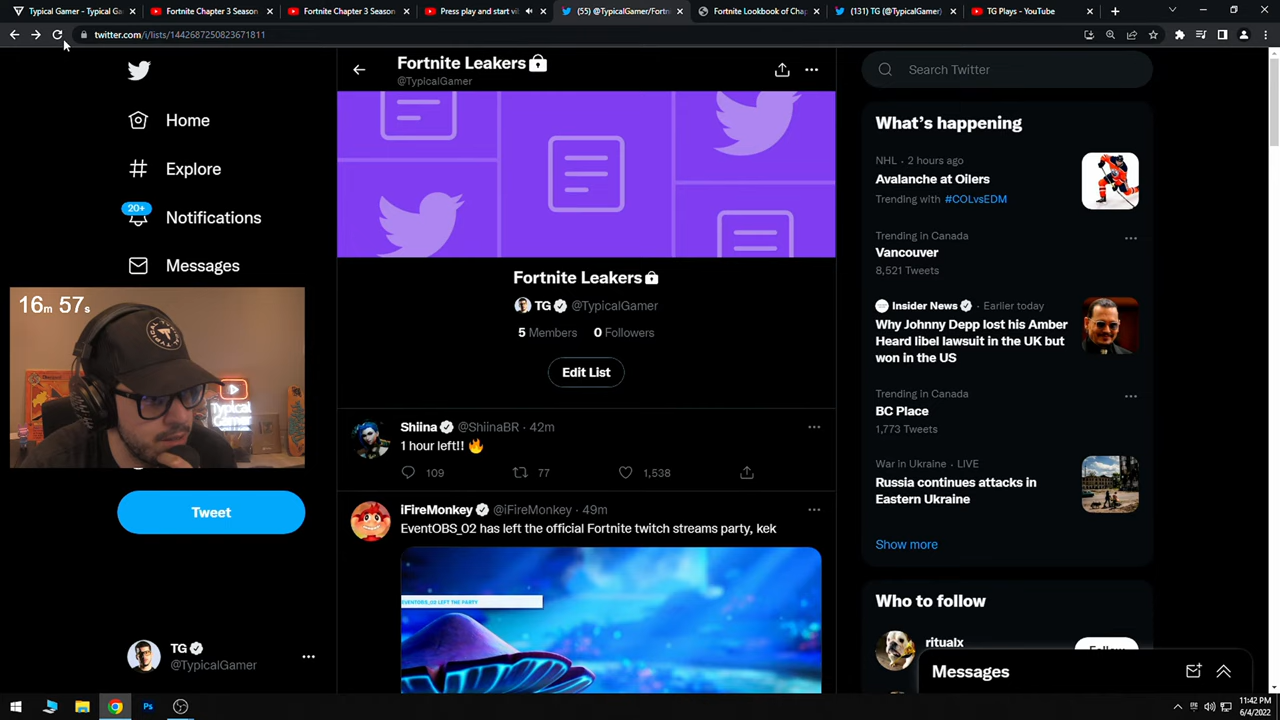 Typical Gamer - Typical G
Fortnite Chapter 3 Season
Fortnite Chapter 3 Season
Press play and start vi
(55) @TypicalGamer/Fortn
Fortnite Lookbook of Chap
(131) TG (@TypicalGamer)
TG Plays - YouTube
twitter.com/i/lists/1442687250823671811
Fortnite Leakers
@TypicalGamer
Home
Explore
20+
Notifications
Messages
16m 57s
Tweet
TG
@TypicalGamer
Fortnite Leakers
TG @TypicalGamer
5 Members 0 Followers
Edit List
Shiina @ShiinaBR · 42m
1 hour left!! 🔥
109 77 1,538
iFireMonkey @iFireMonkey · 49m
EventOBS_02 has left the official Fortnite twitch streams party, kek
EVENTOBS_02 LEFT THE PARTY
Search Twitter
What's happening
NHL · 2 hours ago
Avalanche at Oilers
Trending with #COLvsEDM
Trending in Canada
Vancouver
8,521 Tweets
Insider News · Earlier today
Why Johnny Depp lost his Amber
Heard libel lawsuit in the UK but
won in the US
Trending in Canada
BC Place
1,773 Tweets
War in Ukraine · LIVE
Russia continues attacks in
Eastern Ukraine
Show more
Who to follow
ritualx
Follow
Messages
Ps
11:42 PM
6/4/2022